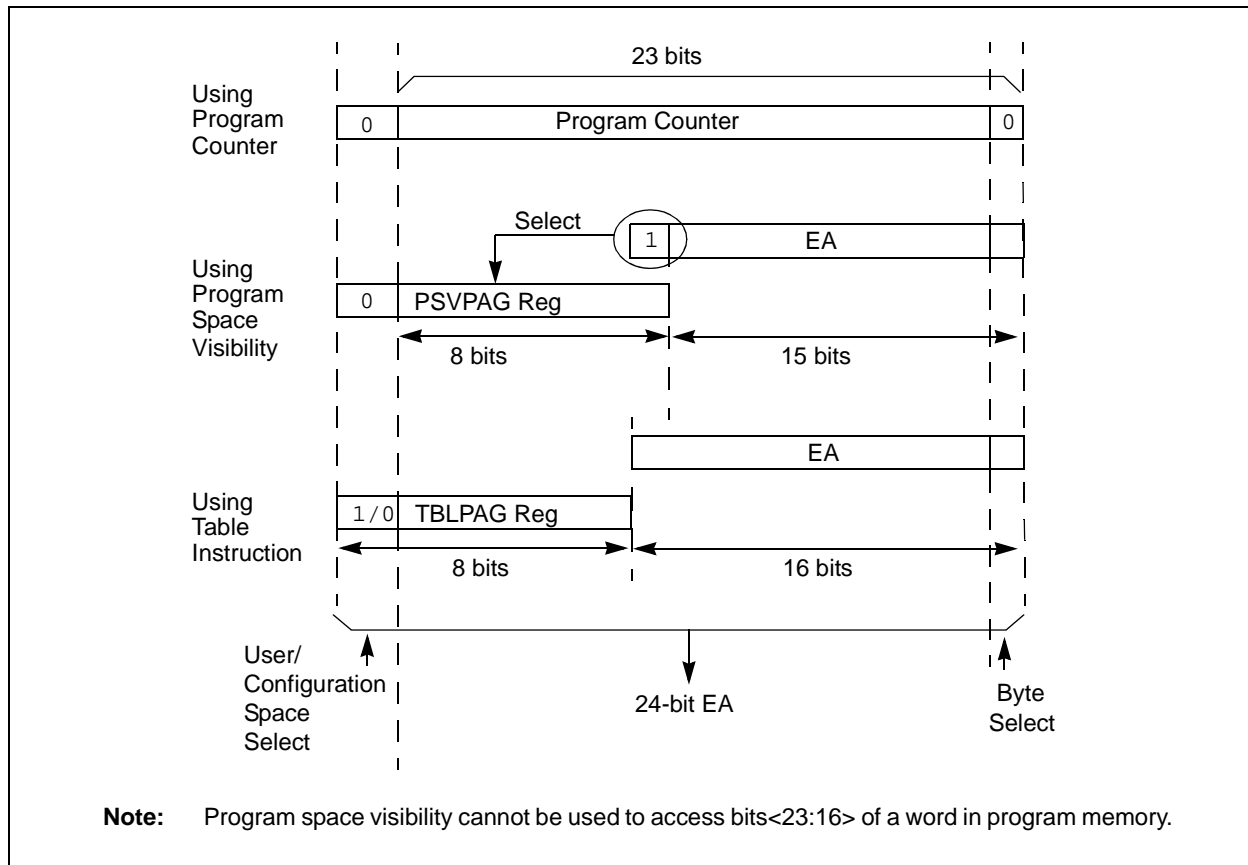 23 bits
Using
Program
Counter
0
Program Counter
0
Select
1
EA
Using
Program
Space
Visibility
0
PSVPAG Reg
8 bits
15 bits
EA
Using
Table
Instruction
1/0
TBLPAG Reg
8 bits
16 bits
User/
Configuration
Space
Select
24-bit EA
Byte
Select
Note: Program space visibility cannot be used to access bits<23:16> of a word in program memory.